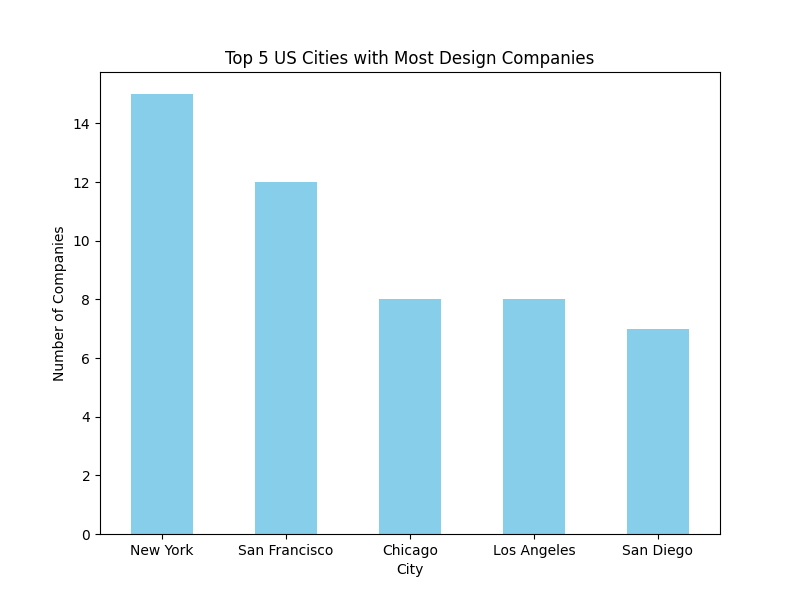 Top 5 US Cities with Most Design Companies
Number of Companies
14
12
10
8
6
4
2
0
New York San Francisco Chicago Los Angeles San Diego
City